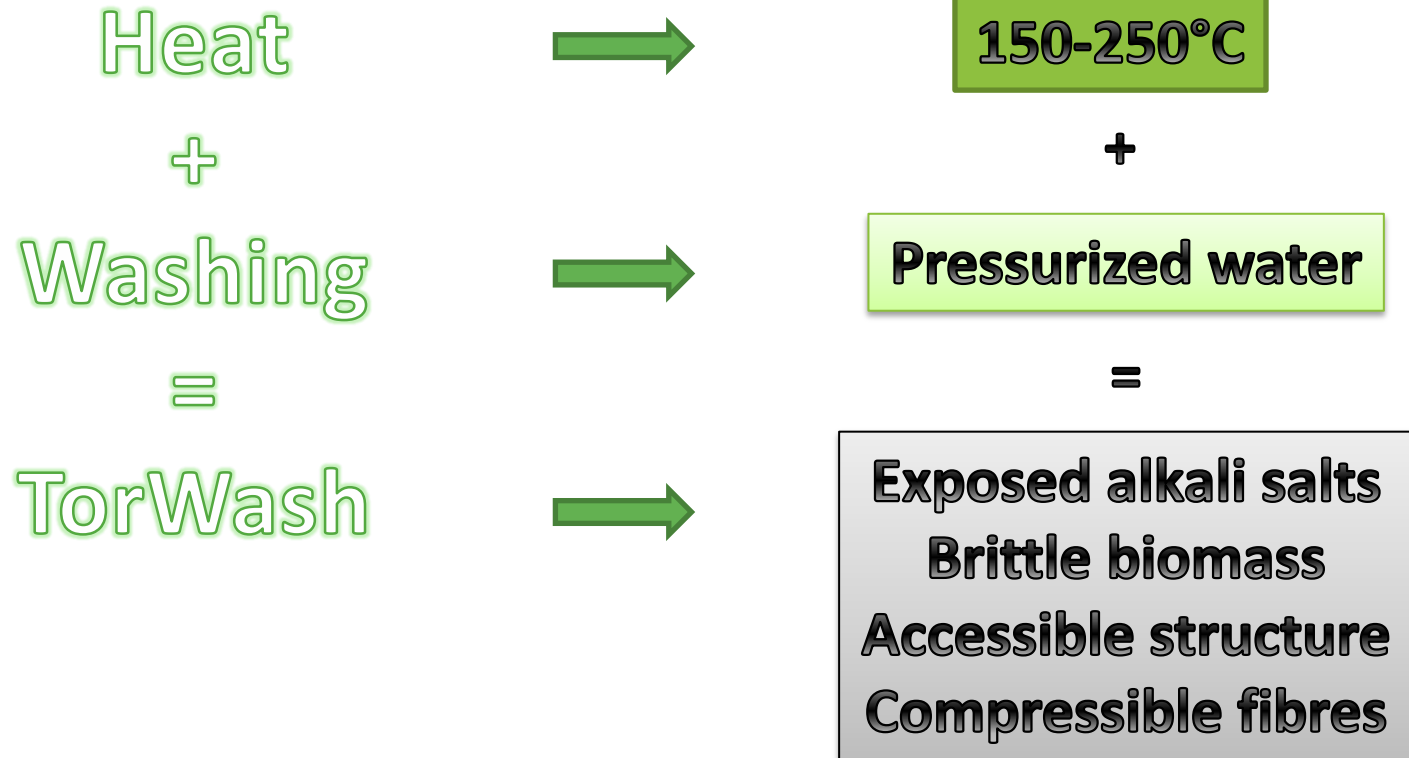 Heat
150-250°C
+
+
Washing
Pressurized water
=
=
TorWash
Exposed alkali salts
Brittle biomass
Accessible structure
Compressible fibres